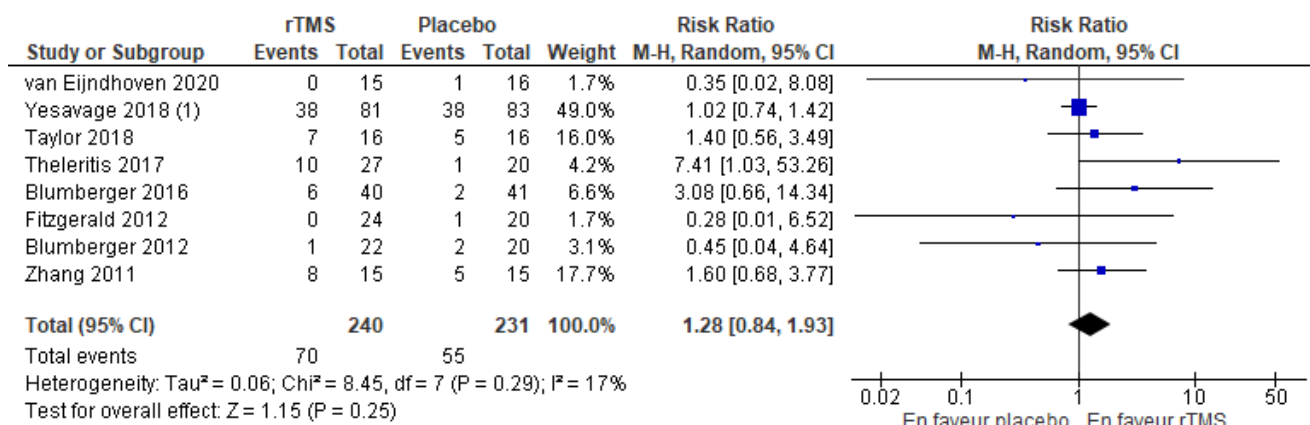 rTMS Placebo Risk Ratio Risk Ratio
Study or Subgroup Events Total Events Total Weight M-H, Random, 95% CI M-H, Random, 95% CI
van Eijndhoven 2020 0 15 1 16 1.7% 0.35 [0.02, 8.08]
Yesavage 2018 (1) 38 81 38 83 49.0% 1.02 [0.74, 1.42]
Taylor 2018 7 16 5 16 16.0% 1.40 [0.56, 3.49]
Theleritis 2017 10 27 1 20 4.2% 7.41 [1.03, 53.26]
Blumberger 2016 6 40 2 41 6.6% 3.08 [0.66, 14.34]
Fitzgerald 2012 0 24 1 20 1.7% 0.28 [0.01, 6.52]
Blumberger 2012 1 22 2 20 3.1% 0.45 [0.04, 4.64]
Zhang 2011 8 15 5 15 17.7% 1.60 [0.68, 3.77]
Total (95% CI) 240 231 100.0% 1.28 [0.84, 1.93]
Total events 70 55
Heterogeneity: Tau² = 0.06; Chi² = 8.45, df = 7 (P = 0.29); I² = 17%
Test for overall effect: Z = 1.15 (P = 0.25)
0.02 0.1 1 10 50
En faveur placebo En faveur rTMS